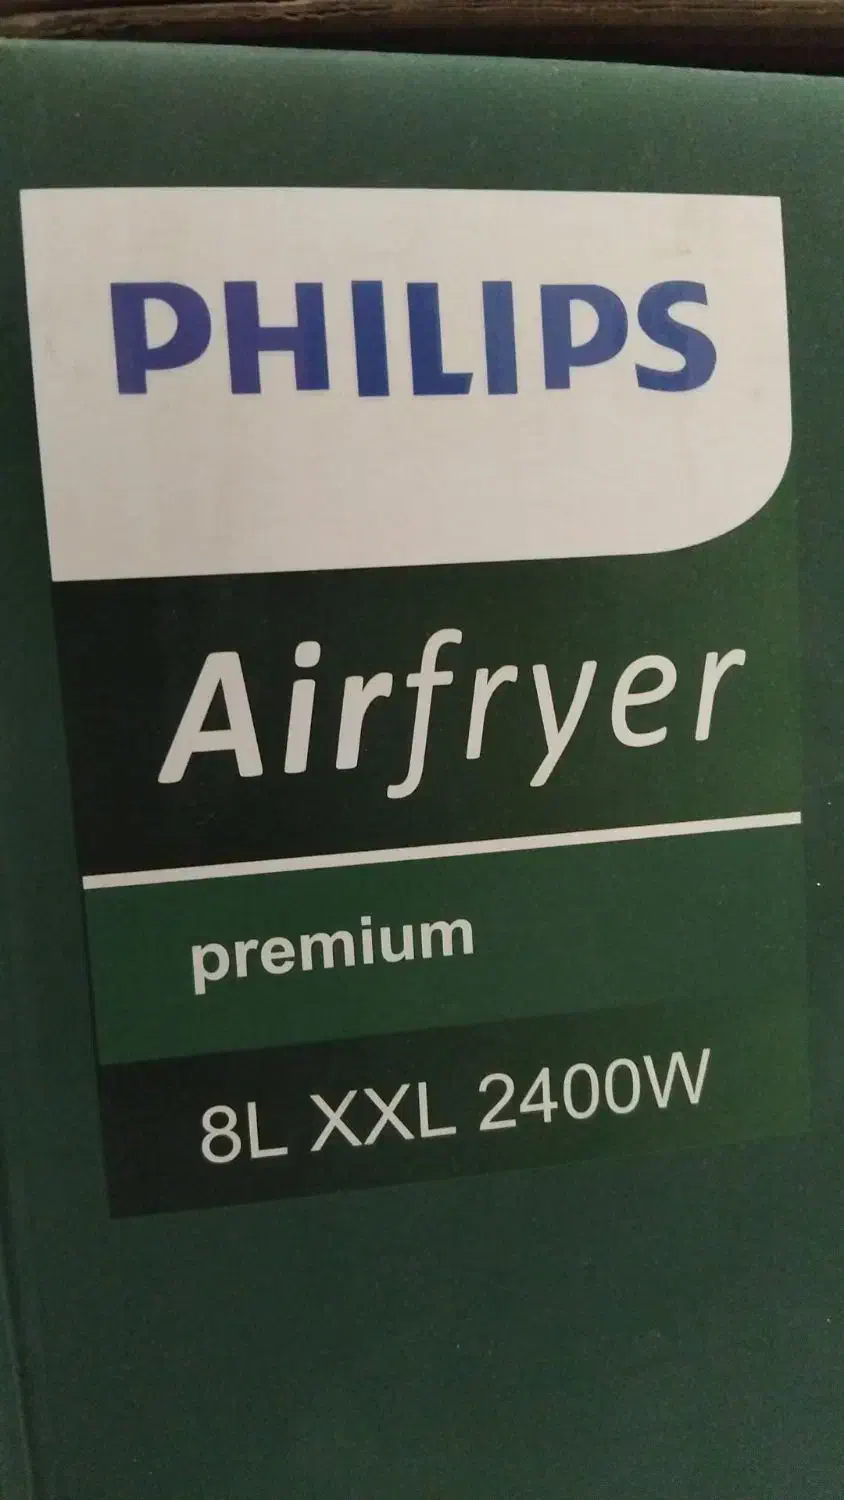 PHILIPS
Airfryer
premium
8L XXL 2400W